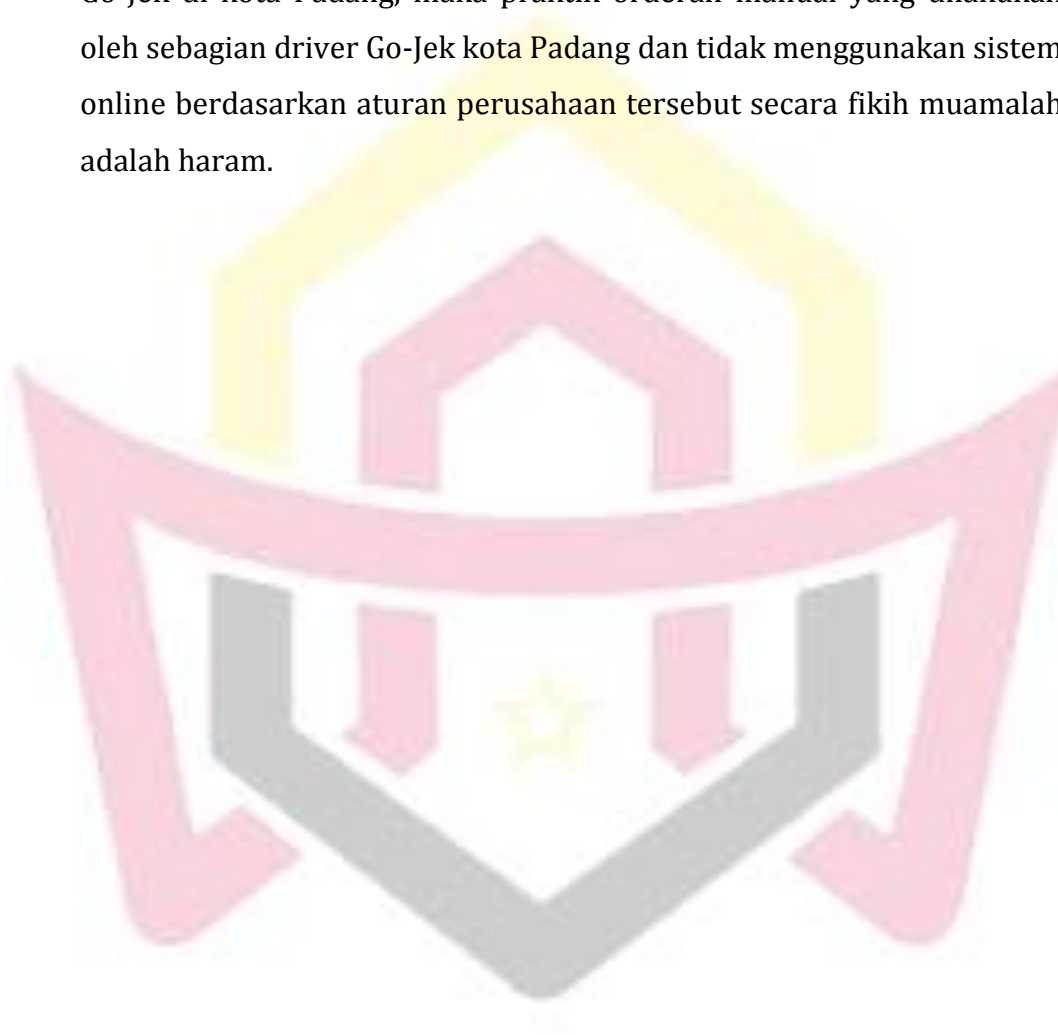 Go-Jek di kota Padang, maka praktik orderan manual yang dilakukan
oleh sebagian driver Go-Jek kota Padang dan tidak menggunakan sistem
online berdasarkan aturan perusahaan tersebut secara fikih muamalah
adalah haram.